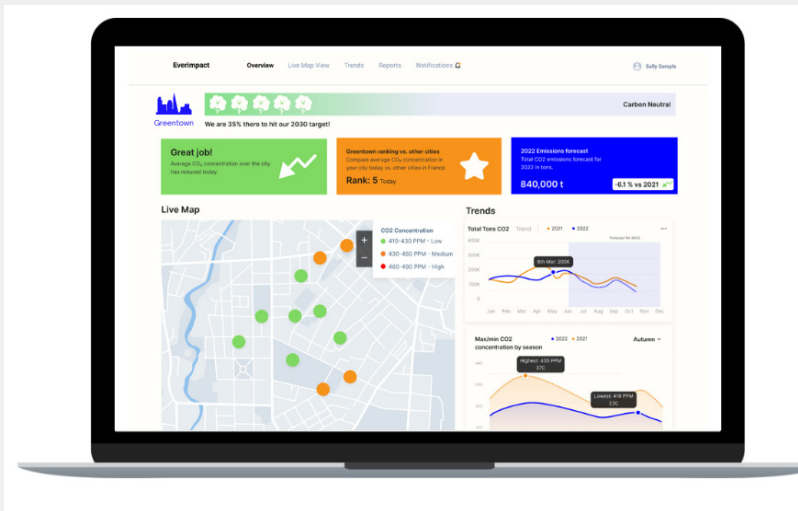 Everimpact
Overview
Live Map View
Trends
Reports
Notifications
Sally Sample
Greentown
Carbon Neutral
We are 35% there to hit our 2030 target!
Great job!
Average CO₂ concentration over the city
has reduced today.
Greentown ranking vs. other cities
Compare average CO₂ concentration in
your city today vs. other cities in France
Rank: 5 Today
2022 Emissions forecast
Total CO2 emissions forecast for
2022 in tons.
840,000 t
-6.1 % vs 2021
Live Map
+
−
CO2 Concentration
410-430 PPM - Low
430-460 PPM - Medium
460-490 PPM - High
Trends
Total Tons CO2
Trend
2021
2022
Forecast for 2022
400K
300K
200K
100K
0
6th Mar: 200K
Jan Feb Mar Apr May Jun Jul Aug Sep Oct Nov Dec
Max/min CO2
concentration by season
2022
2021
Autumn
Highest: 435 PPM
37C
Lowest: 418 PPM
23C